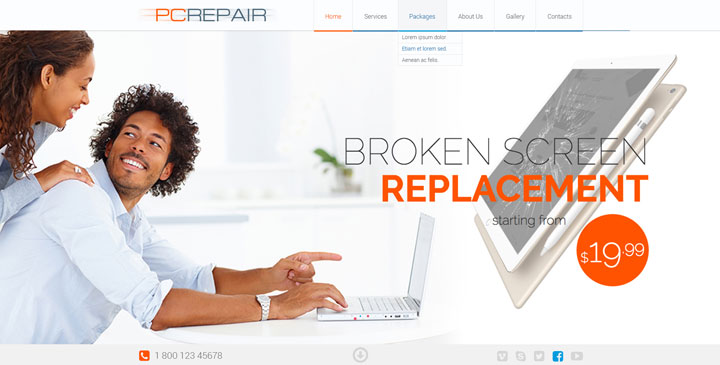 PCREPAIR
Home Services Packages About Us Gallery Contacts
Lorem ipsum dolor
Etiam et lorem sed.
Aenean ac felis.
BROKEN SCREEN
REPLACEMENT
starting from
$19.99
1 800 123 45678